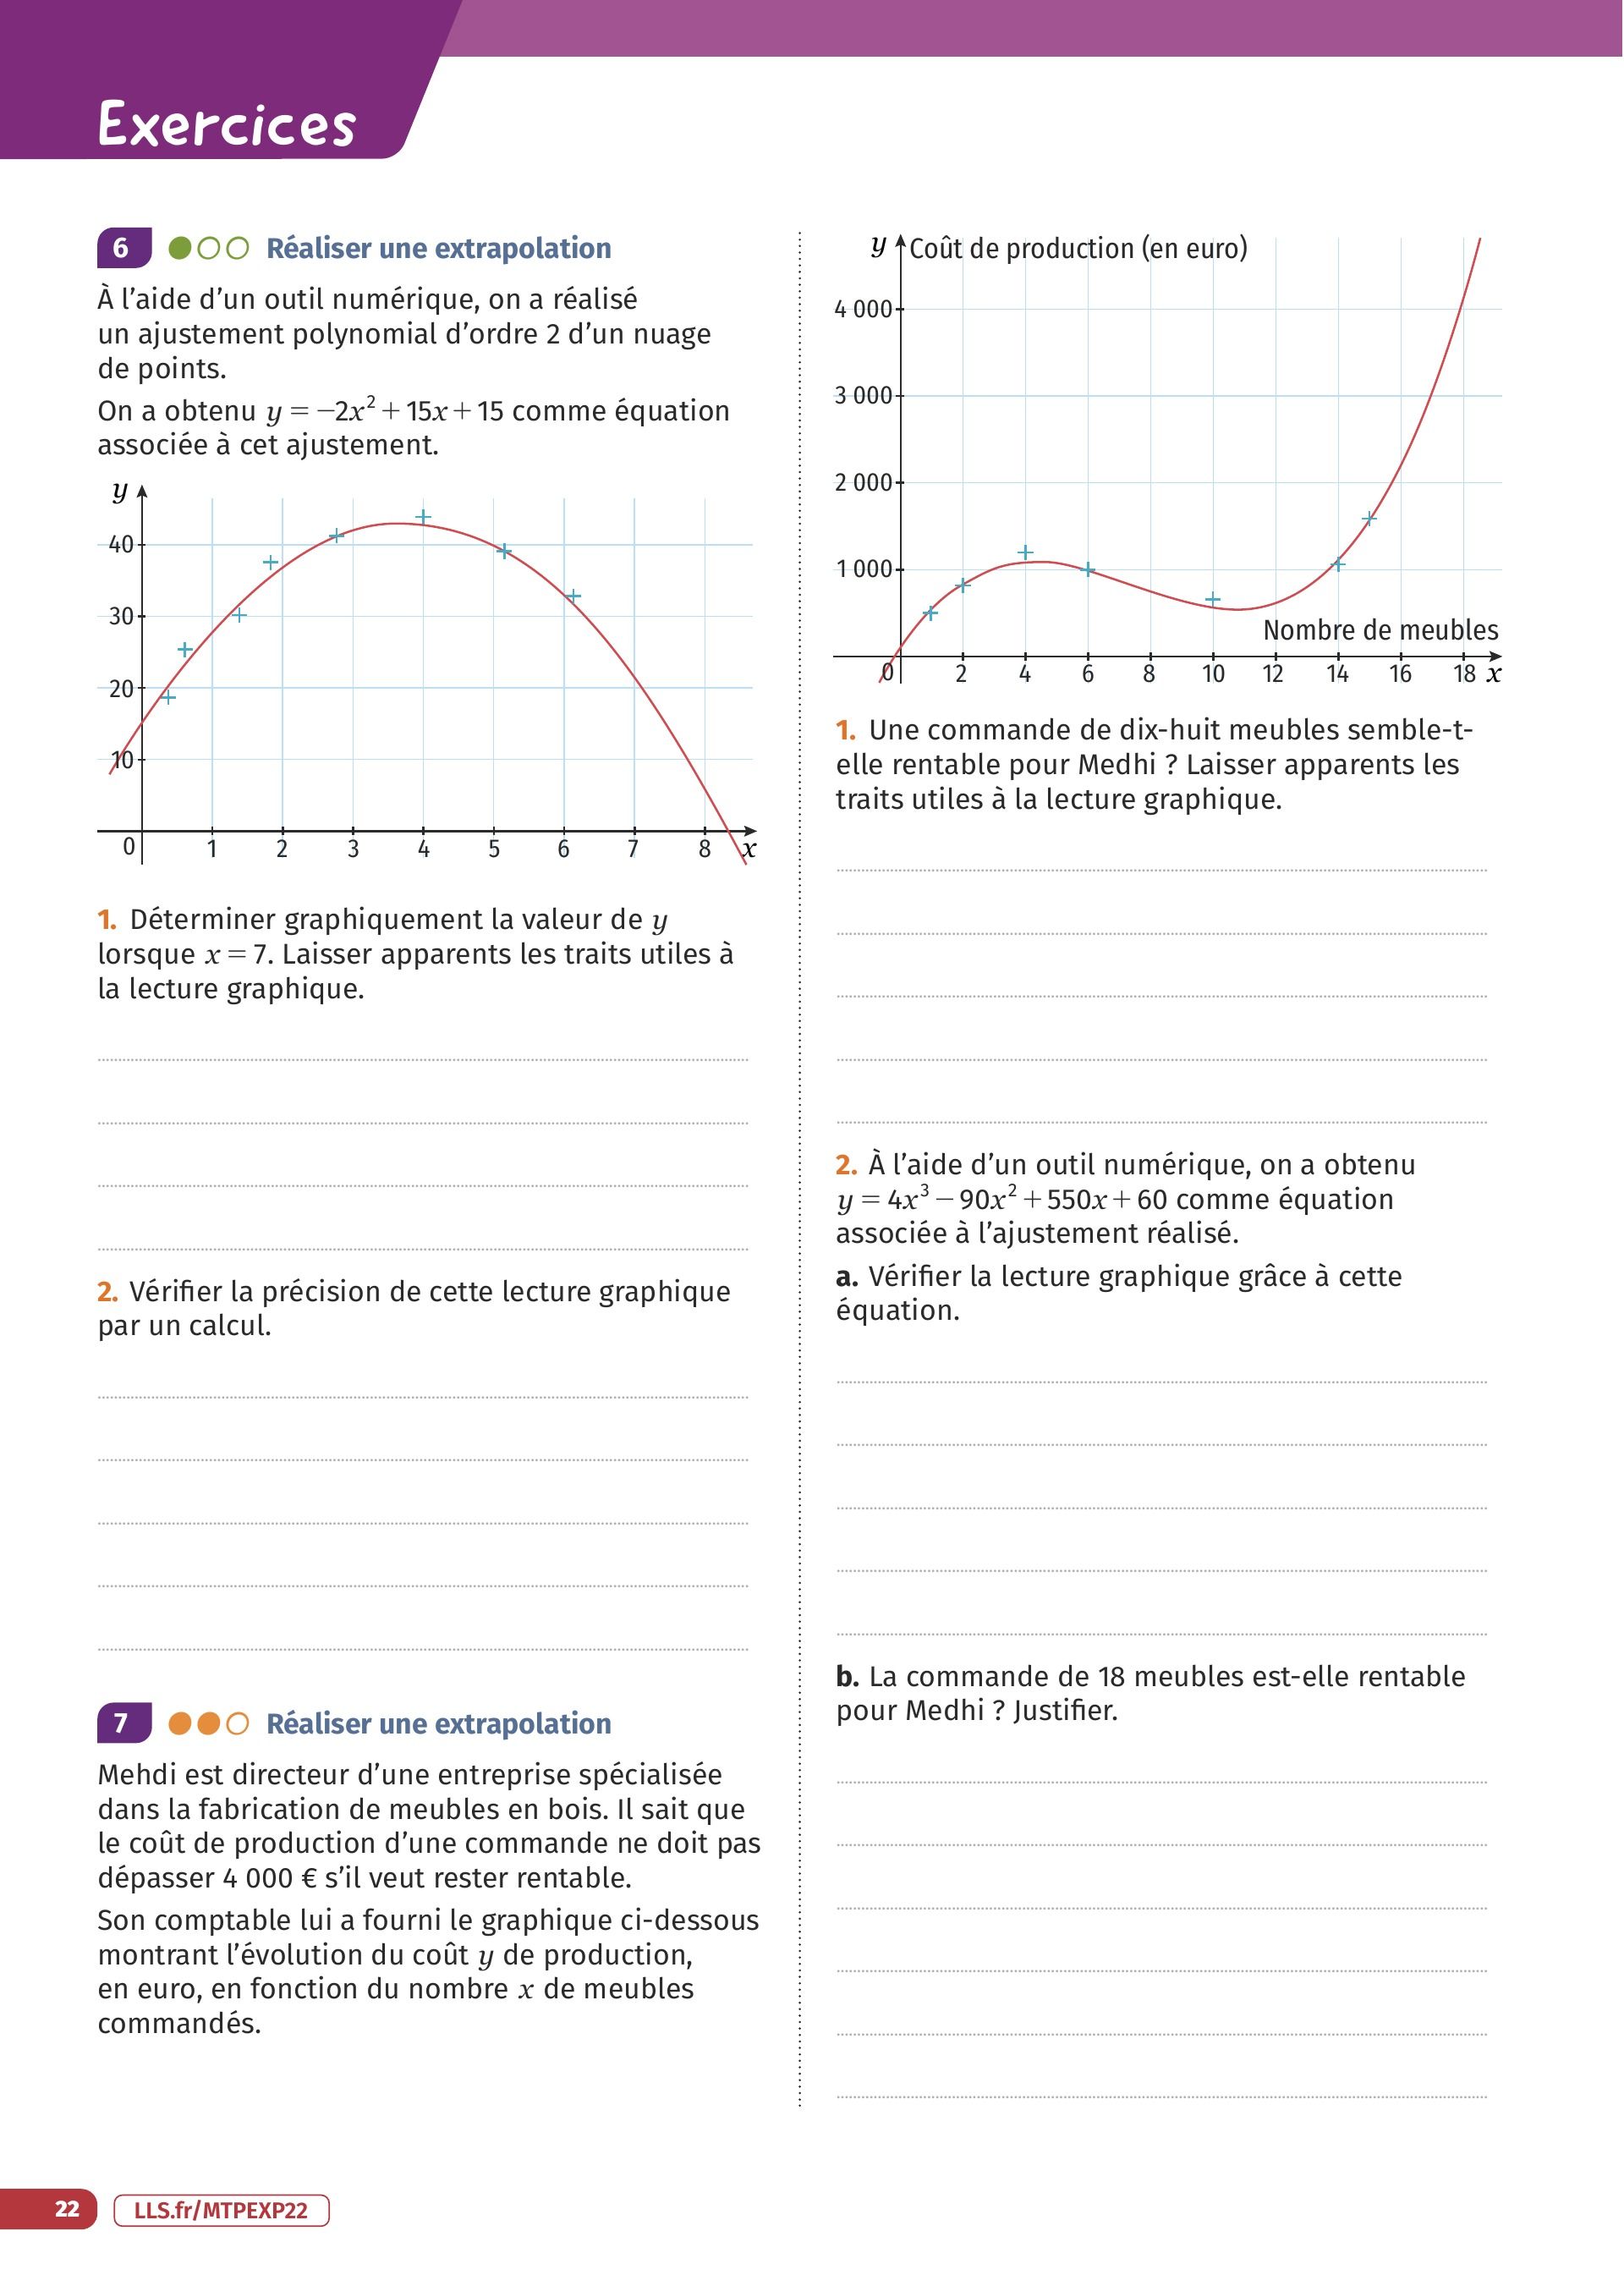 Exercices
6 Réaliser une extrapolation
À l’aide d’un outil numérique, on a réalisé
un ajustement polynomial d’ordre 2 d’un nuage
de points.
On a obtenu y = −2x² + 15x + 15 comme équation
associée à cet ajustement.
y
40
30
20
10
0 1 2 3 4 5 6 7 8 x
1. Déterminer graphiquement la valeur de y
lorsque x = 7. Laisser apparents les traits utiles à
la lecture graphique.
2. Vérifier la précision de cette lecture graphique
par un calcul.
7 Réaliser une extrapolation
Mehdi est directeur d’une entreprise spécialisée
dans la fabrication de meubles en bois. Il sait que
le coût de production d’une commande ne doit pas
dépasser 4 000 € s’il veut rester rentable.
Son comptable lui a fourni le graphique ci-dessous
montrant l’évolution du coût y de production,
en euro, en fonction du nombre x de meubles
commandés.
y Coût de production (en euro)
4 000
3 000
2 000
1 000
Nombre de meubles
0 2 4 6 8 10 12 14 16 18 x
1. Une commande de dix-huit meubles semble-t-
elle rentable pour Medhi ? Laisser apparents les
traits utiles à la lecture graphique.
2. À l’aide d’un outil numérique, on a obtenu
y = 4x³ − 90x² + 550x + 60 comme équation
associée à l’ajustement réalisé.
a. Vérifier la lecture graphique grâce à cette
équation.
b. La commande de 18 meubles est-elle rentable
pour Medhi ? Justifier.
22 LLS.fr/MTPEXP22